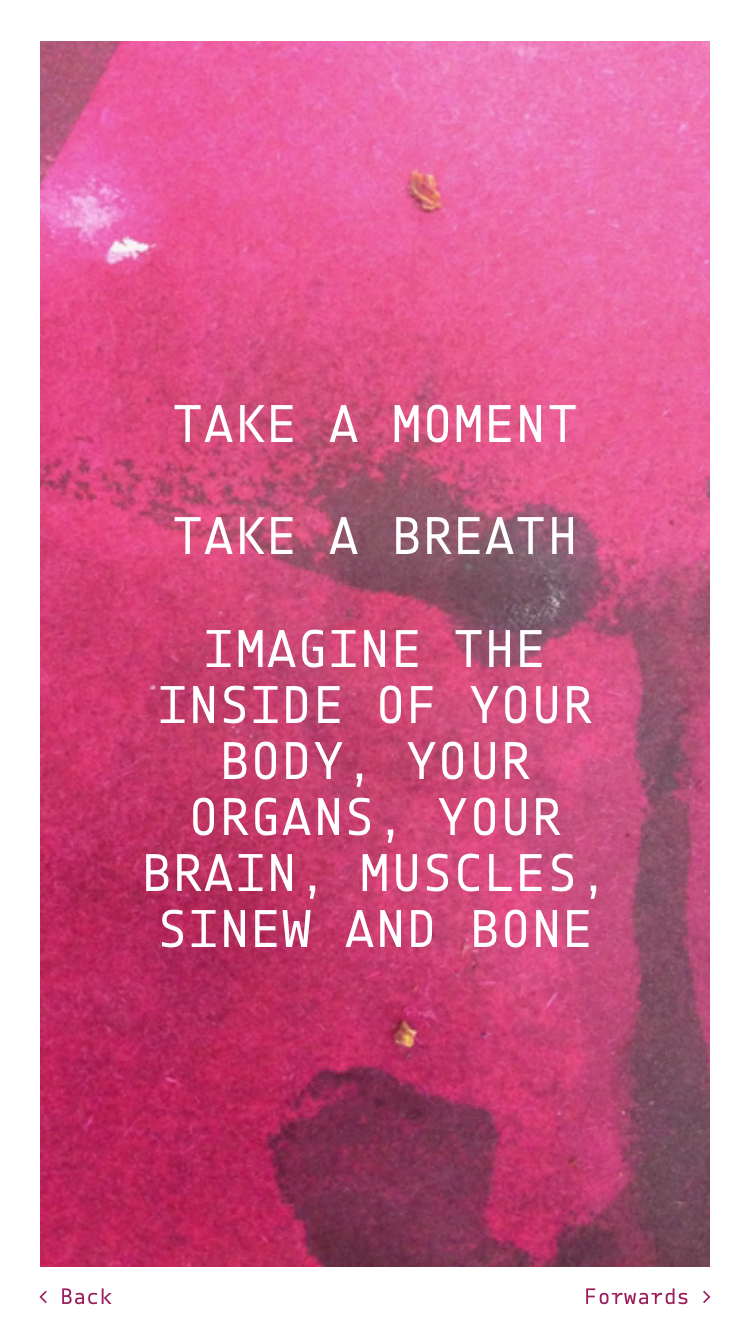 TAKE A MOMENT
TAKE A BREATH
IMAGINE THE
INSIDE OF YOUR
BODY, YOUR
ORGANS, YOUR
BRAIN, MUSCLES,
SINEW AND BONE
< Back
Forwards >